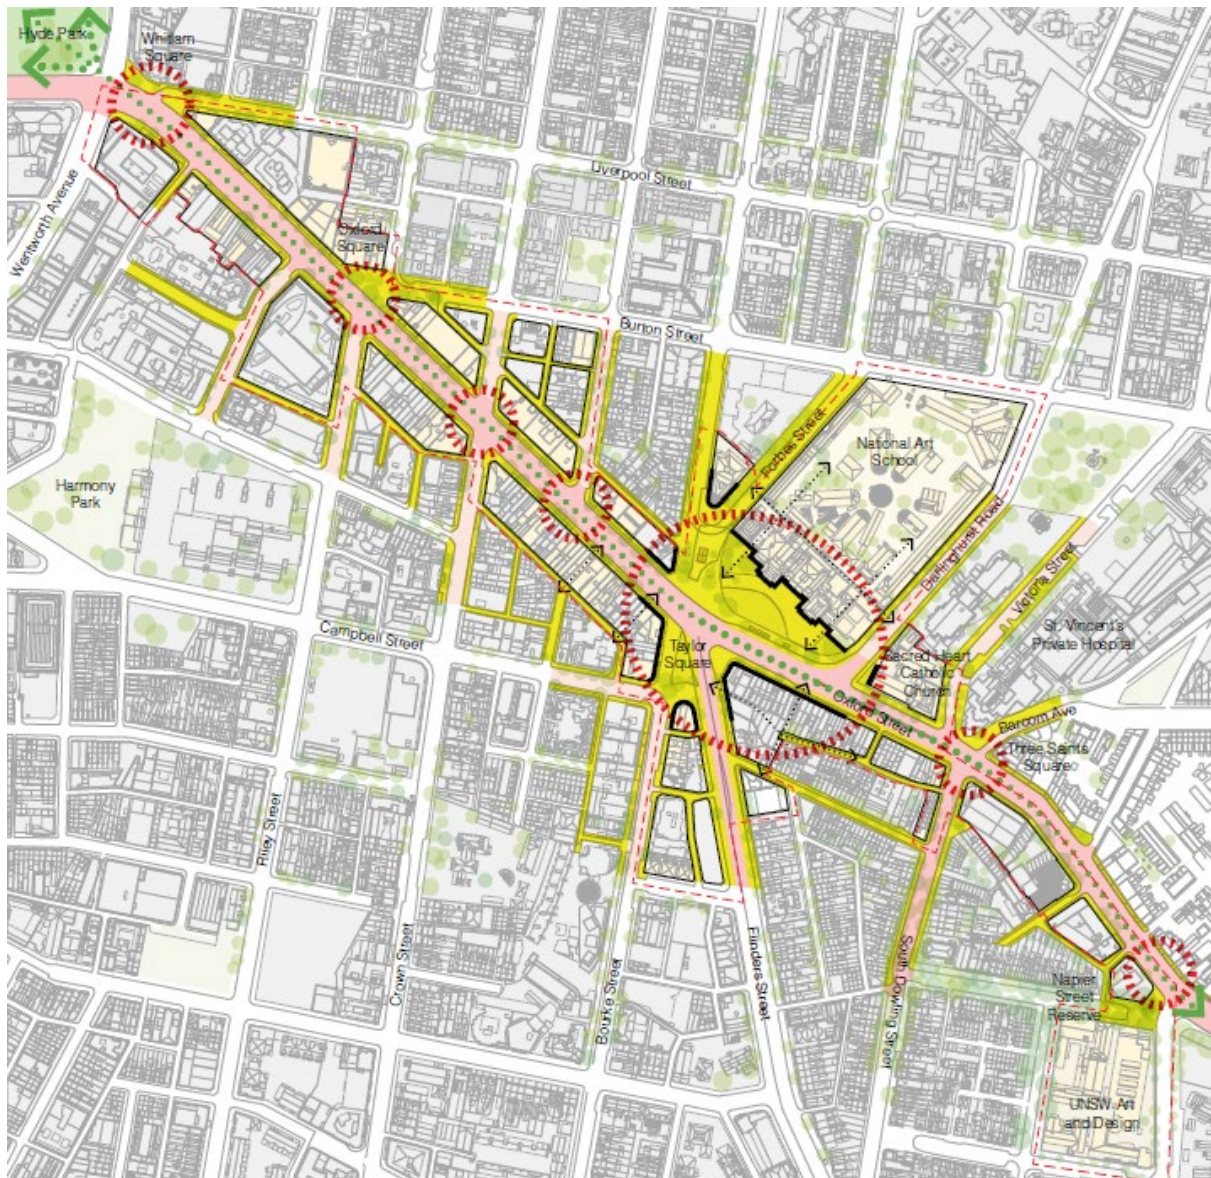 Hyde Park
Whitlam
Square
Wentworth Avenue
Liverpool Street
Oxford
Square
Burton Street
Forbes Street
National Art
School
Harmony
Park
Darlinghurst Road
Victoria Street
Campbell Street
St. Vincent's
Private Hospital
Taylor
Square
Sacred Heart
Catholic
Church
Oxford Street
Barcom Ave
Three Saints
Square
Riley Street
Crown Street
Bourke Street
Flinders Street
South Dowling Street
Napier
Street
Reserve
UNSW Art
and Design